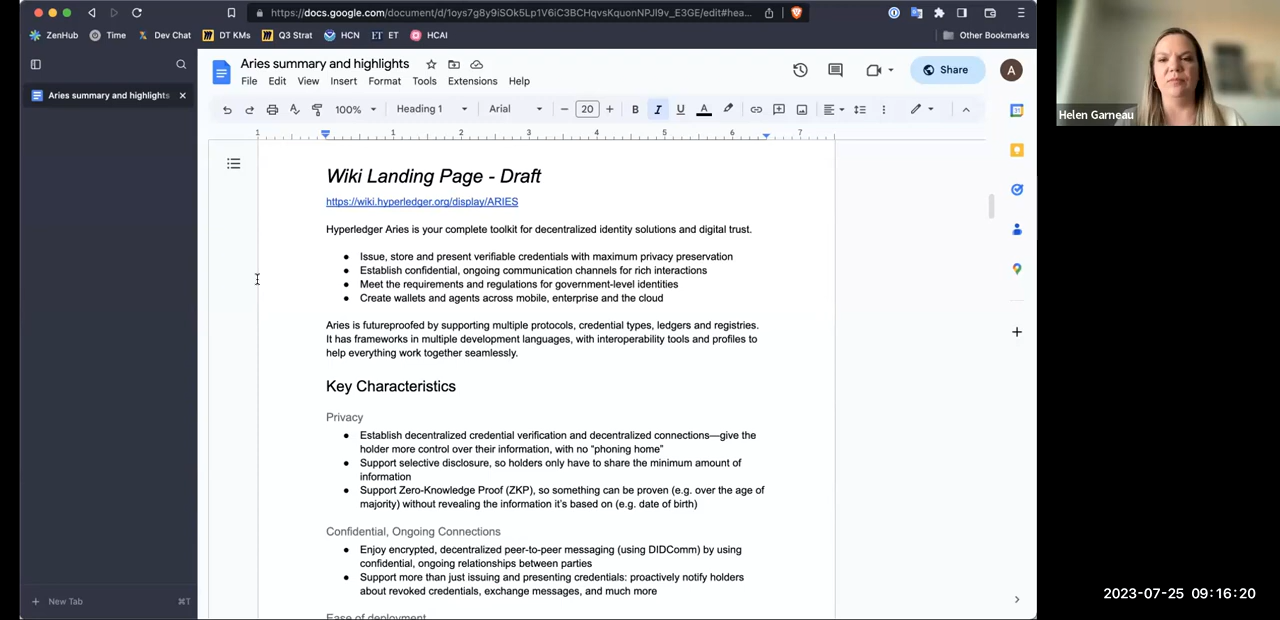 https://docs.google.com/document/d/1oys7g8y9iSOk5Lp1V6iC3BCHqvsKquonNPJl9v_E3GE/edit#hea...
ZenHub Time Dev Chat DT KMs Q3 Strat HCN ET ET HCAI Other Bookmarks
Aries summary and highlights
File Edit View Insert Format Tools Extensions Help
Share A
Aries summary and highlights
100% Heading 1 Arial 20 B I U A
1 1 2 3 4 5 6 7
Wiki Landing Page - Draft
https://wiki.hyperledger.org/display/ARIES
Hyperledger Aries is your complete toolkit for decentralized identity solutions and digital trust.
● Issue, store and present verifiable credentials with maximum privacy preservation
● Establish confidential, ongoing communication channels for rich interactions
● Meet the requirements and regulations for government-level identities
● Create wallets and agents across mobile, enterprise and the cloud
Aries is futureproofed by supporting multiple protocols, credential types, ledgers and registries.
It has frameworks in multiple development languages, with interoperability tools and profiles to
help everything work together seamlessly.
Key Characteristics
Privacy
● Establish decentralized credential verification and decentralized connections—give the
holder more control over their information, with no “phoning home”
● Support selective disclosure, so holders only have to share the minimum amount of
information
● Support Zero-Knowledge Proof (ZKP), so something can be proven (e.g. over the age of
majority) without revealing the information it’s based on (e.g. date of birth)
Confidential, Ongoing Connections
● Enjoy encrypted, decentralized peer-to-peer messaging (using DIDComm) by using
confidential, ongoing relationships between parties
● Support more than just issuing and presenting credentials: proactively notify holders
about revoked credentials, exchange messages, and much more
Ease of deployment
New Tab ⌘T
Helen Garneau
2023-07-25 09:16:20